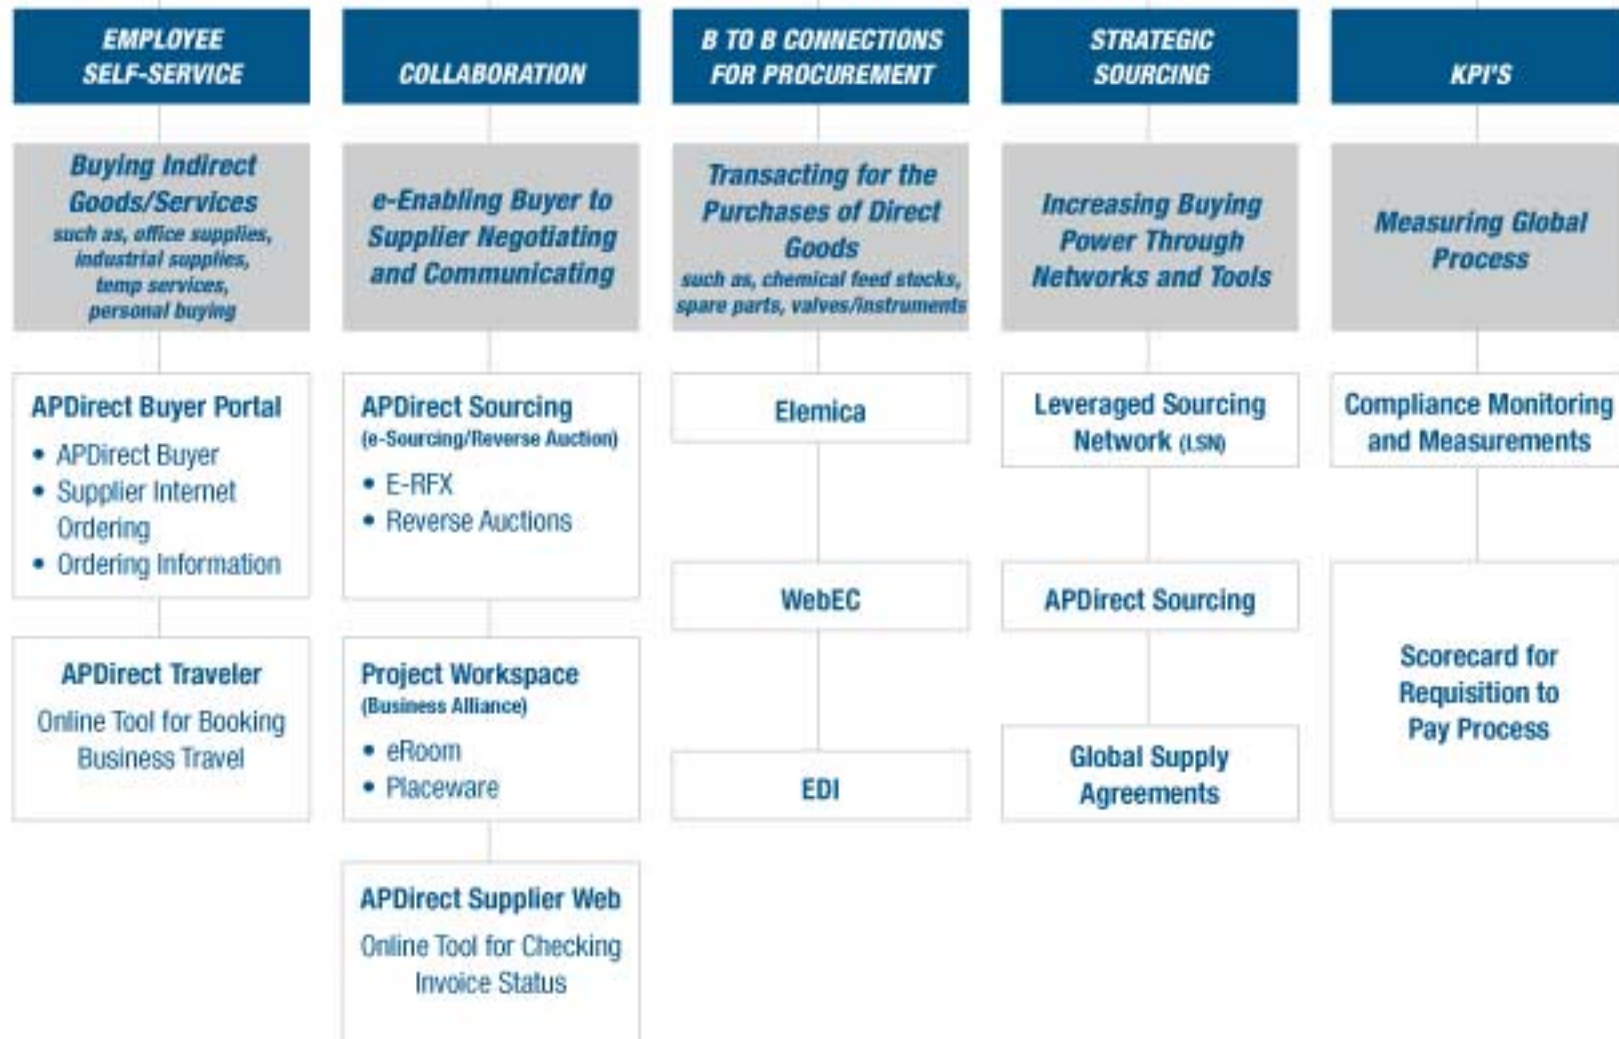 EMPLOYEE
SELF-SERVICE
Buying Indirect
Goods/Services
such as, office supplies,
industrial supplies,
temp services,
personal buying
APDirect Buyer Portal
• APDirect Buyer
• Supplier Internet
Ordering
• Ordering Information
APDirect Traveler
Online Tool for Booking
Business Travel
COLLABORATION
e-Enabling Buyer to
Supplier Negotiating
and Communicating
APDirect Sourcing
(e-Sourcing/Reverse Auction)
• E-RFX
• Reverse Auctions
Project Workspace
(Business Alliance)
• eRoom
• Placeware
APDirect Supplier Web
Online Tool for Checking
Invoice Status
B TO B CONNECTIONS
FOR PROCUREMENT
Transacting for the
Purchases of Direct
Goods
such as, chemical feed stocks,
spare parts, valves/instruments
Elemica
WebEC
EDI
STRATEGIC
SOURCING
Increasing Buying
Power Through
Networks and Tools
Leveraged Sourcing
Network (LSN)
APDirect Sourcing
Global Supply
Agreements
KPI'S
Measuring Global
Process
Compliance Monitoring
and Measurements
Scorecard for
Requisition to
Pay Process